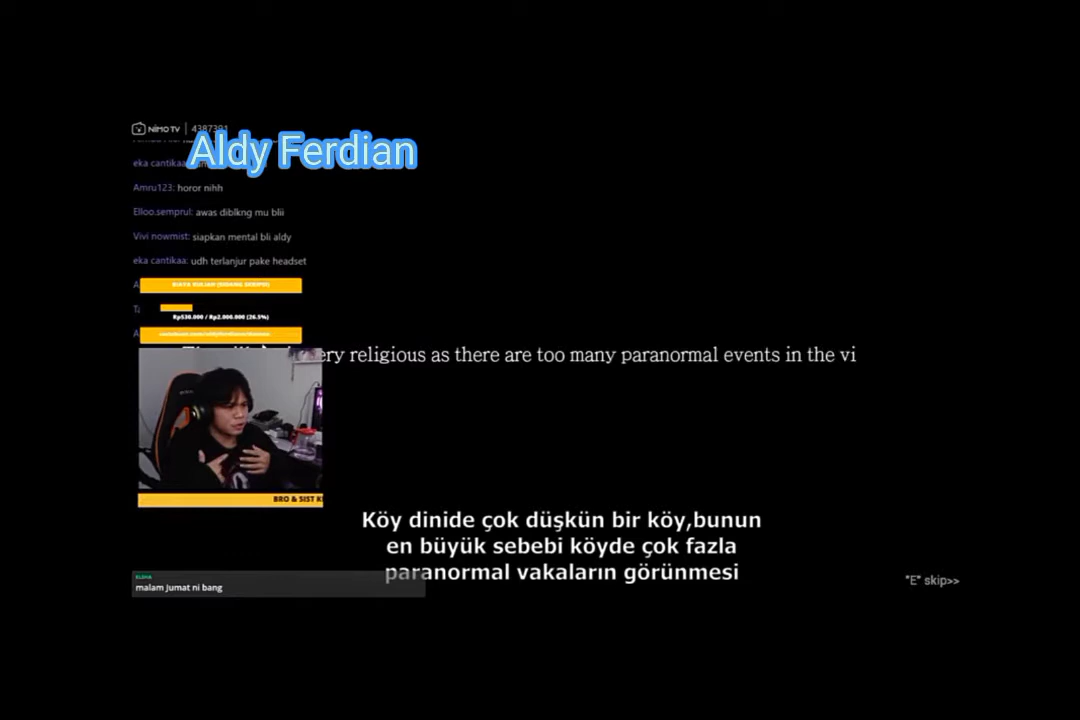 NIMO TV | 4387391
Aldy Ferdian
eka cantikaa:
Amru123: horor nihh
Elloo.semprul: awas diblkng mu blii
Vivi nowmist: siapkan mental bli aldy
eka cantikaa: udh terlanjur pake headset
Rp530.000 / Rp2.000.000 (26.5%)
ery religious as there are too many paranormal events in the vi
BRO & SIST K
Köy dinide çok düşkün bir köy,bunun
en büyük sebebi köyde çok fazla
paranormal vakaların görünmesi
malam Jumat ni bang
"E" skip>>